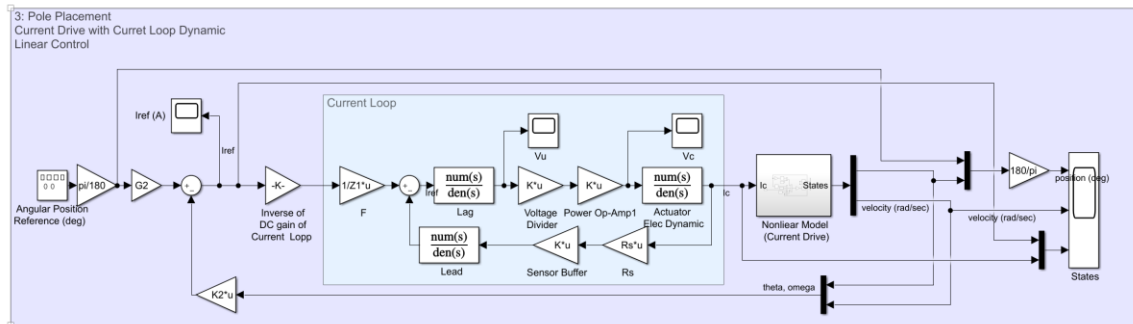 3: Pole Placement
Current Drive with Curret Loop Dynamic
Linear Control
Current Loop
Iref (A)
Vu
Vc
Iref
pi/180
G2
-K-
1/Z1*u
Iref
num(s)
den(s)
K*u
K*u
num(s)
den(s)
Ic
Ic
States
180/pi
position (deg)
Angular Position
Reference (deg)
Inverse of
DC gain of
Current Lopp
F
Lag
Voltage
Divider
Power Op-Amp1
Actuator
Elec Dynamic
Nonliear Model
(Current Drive)
velocity (rad/sec)
velocity (rad/sec)
num(s)
den(s)
K*u
Rs*u
Lead
Sensor Buffer
Rs
States
K2*u
theta, omega